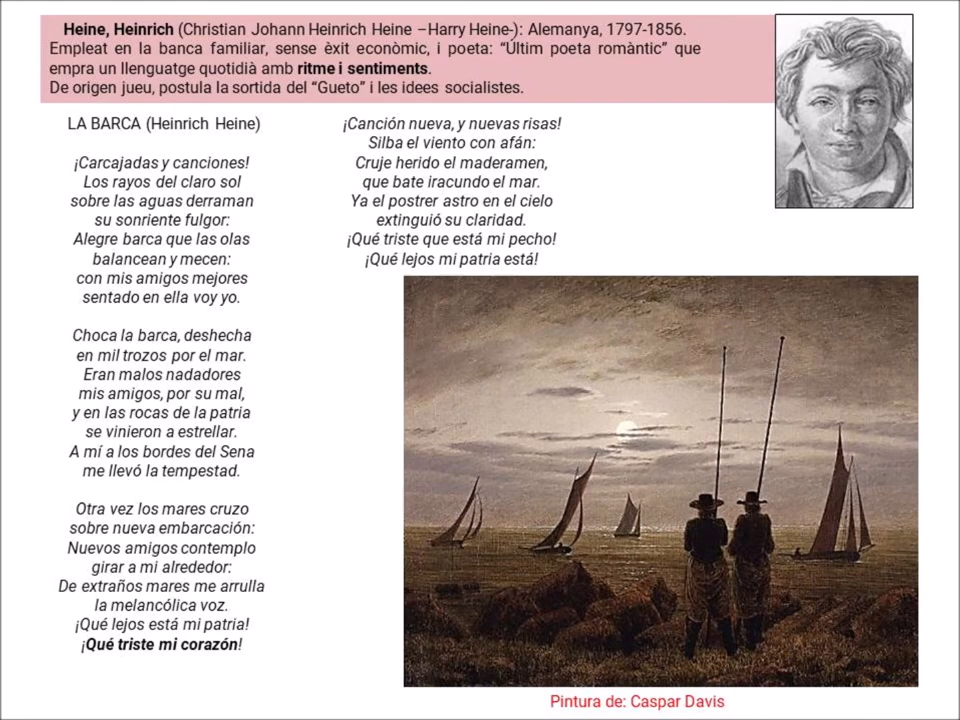 Heine, Heinrich (Christian Johann Heinrich Heine –Harry Heine-): Alemanya, 1797-1856.
Empleat en la banca familiar, sense èxit econòmic, i poeta: “Últim poeta romàntic” que
empra un llenguatge quotidià amb ritme i sentiments.
De origen jueu, postula la sortida del “Gueto” i les idees socialistes.
LA BARCA (Heinrich Heine)
¡Carcajadas y canciones!
Los rayos del claro sol
sobre las aguas derraman
su sonriente fulgor:
Alegre barca que las olas
balancean y mecen:
con mis amigos mejores
sentado en ella voy yo.
Choca la barca, deshecha
en mil trozos por el mar.
Eran malos nadadores
mis amigos, por su mal,
y en las rocas de la patria
se vinieron a estrellar.
A mí a los bordes del Sena
me llevó la tempestad.
Otra vez los mares cruzo
sobre nueva embarcación:
Nuevos amigos contemplo
girar a mi alrededor:
De extraños mares me arrulla
la melancólica voz.
¡Qué lejos está mi patria!
¡Qué triste mi corazón!
¡Canción nueva, y nuevas risas!
Silba el viento con afán:
Cruje herido el maderamen,
que bate iracundo el mar.
Ya el postrer astro en el cielo
extinguió su claridad.
¡Qué triste que está mi pecho!
¡Qué lejos mi patria está!
Pintura de: Caspar Davis